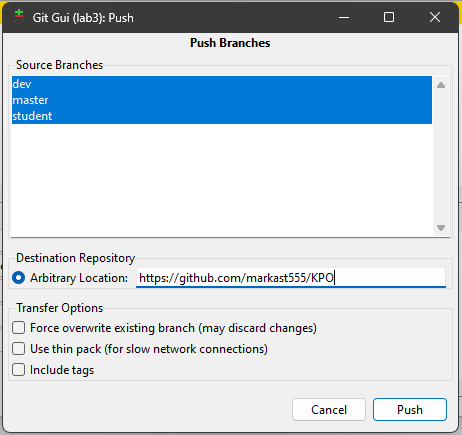 Git Gui (lab3): Push
Push Branches
Source Branches
dev
master
student
Destination Repository
Arbitrary Location: https://github.com/markast555/KPO
Transfer Options
Force overwrite existing branch (may discard changes)
Use thin pack (for slow network connections)
Include tags
Cancel Push